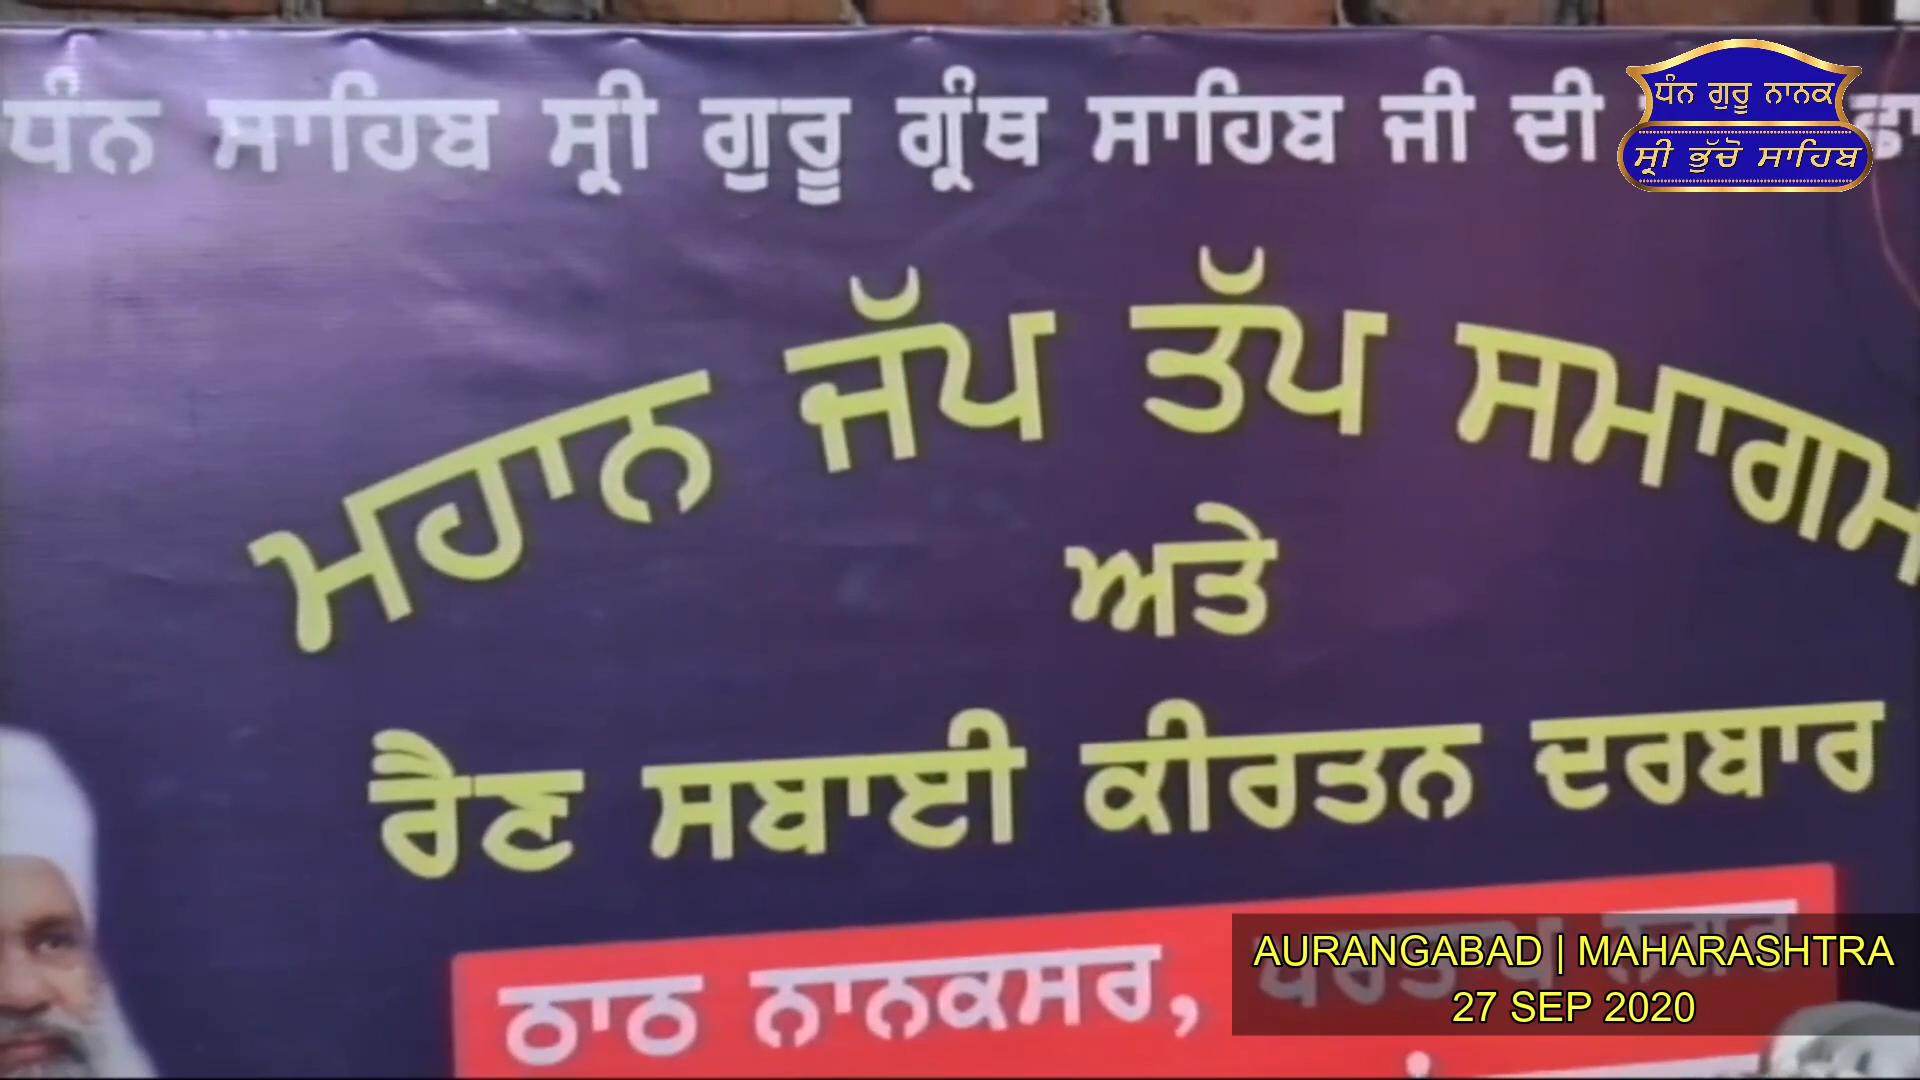 ਧੰਨ ਸਾਹਿਬ ਸ੍ਰੀ ਗੁਰੂ ਗ੍ਰੰਥ ਸਾਹਿਬ ਜੀ ਦੀ
ਧੰਨ ਗੁਰੂ ਨਾਨਕ
ਸ੍ਰੀ ਭੁੱਚੋ ਸਾਹਿਬ
ਮਹਾਨ ਜੱਪ ਤੱਪ ਸਮਾਗਮ
ਅਤੇ
ਰੈਣ ਸਬਾਈ ਕੀਰਤਨ ਦਰਬਾਰ
ਠਾਠ ਨਾਨਕਸਰ,
AURANGABAD | MAHARASHTRA
27 SEP 2020